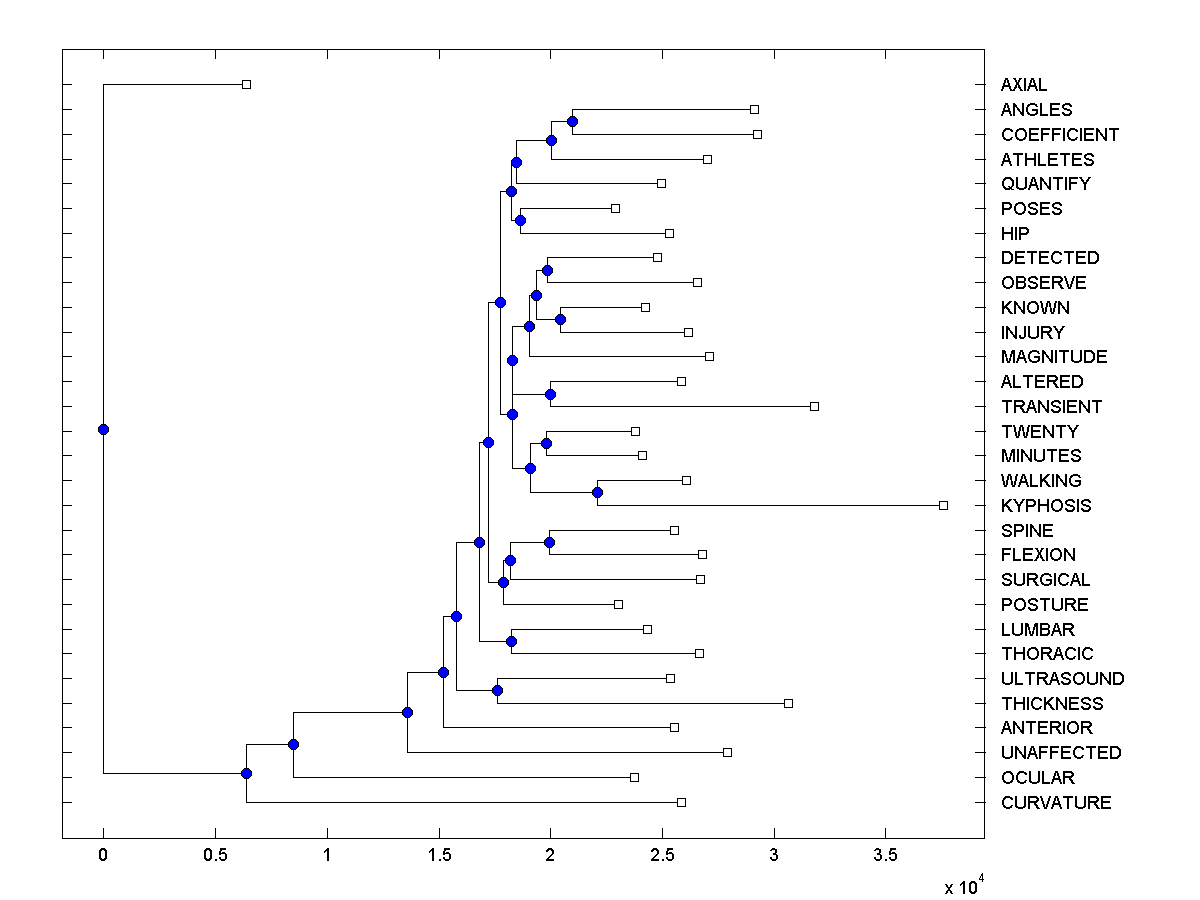 AXIAL
ANGLES
COEFFICIENT
ATHLETES
QUANTIFY
POSES
HIP
DETECTED
OBSERVE
KNOWN
INJURY
MAGNITUDE
ALTERED
TRANSIENT
TWENTY
MINUTES
WALKING
KYPHOSIS
SPINE
FLEXION
SURGICAL
POSTURE
LUMBAR
THORACIC
ULTRASOUND
THICKNESS
ANTERIOR
UNAFFECTED
OCULAR
CURVATURE
0 0.5 1 1.5 2 2.5 3 3.5
x 10^4